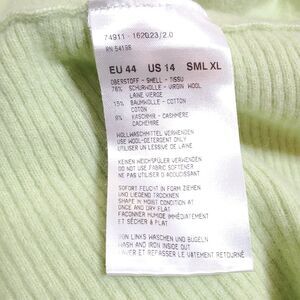 74911 - 162023/2.0
RN 54198
EU 44 US 14 SML XL
OBERSTOFF - SHELL - TISSU
76% SCHURWOLLE - VIRGIN WOOL
LAINE VIERGE
15% BAUMWOLLE - COTTON
COTON
9% KASCHMIR - CASHMERE
CACHEMIRE
WOLLWASCHMITTEL VERWENDEN
USE WOOL-DETERGENT ONLY
UTILISER UN LESSIVE DE LAINE
KEINEN WEICHSPÜLER VERWENDEN
DO NOT USE FABRIC SOFTENER
NE PAS UTILISER D'ADOUCISSANT
SOFORT FEUCHT IN FORM ZIEHEN
UND LIEGEND TROCKNEN
SHAPE IN MOIST CONDITION AT
ONCE AND DRY FLAT
FACONNER HUMIDE IMMÉDIATEMENT
ET SÉCHER À PLAT
VON LINKS WASCHEN UND BÜGELN
WASH AND IRON INSIDE OUT
LAVER ET REPASSER LE VÊTEMENT RETOURNÉ